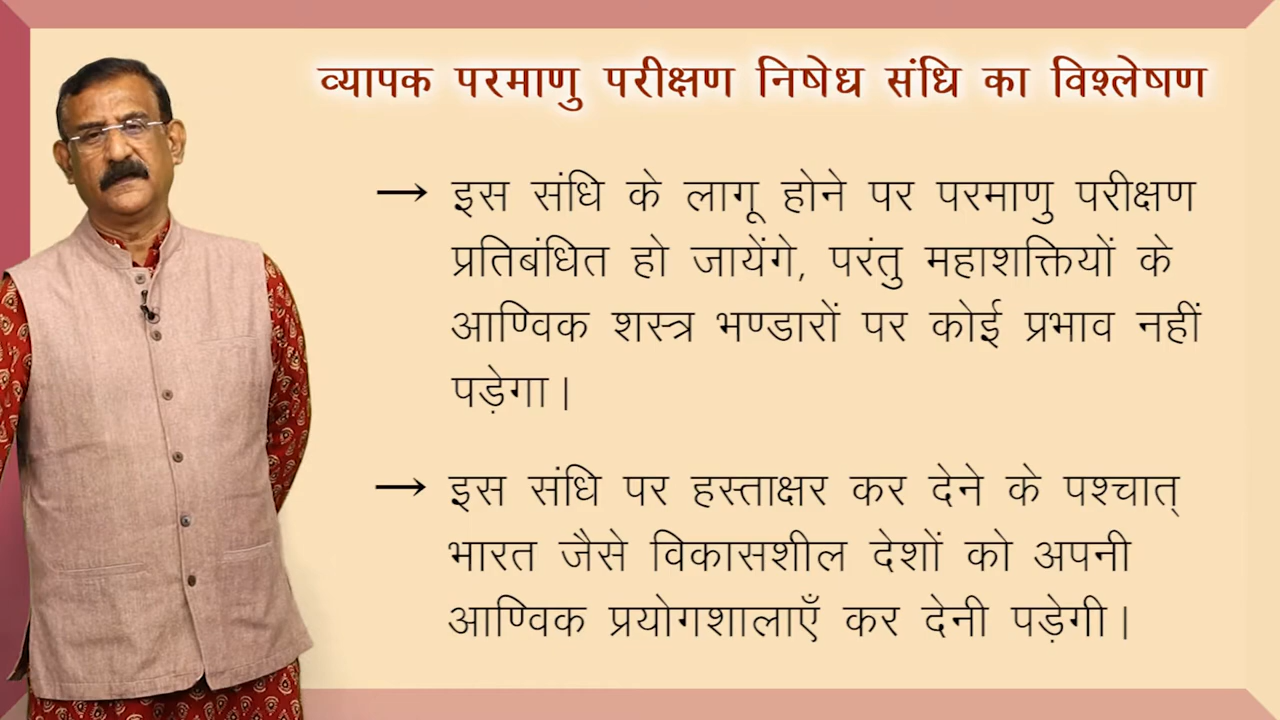 व्यापक परमाणु परीक्षण निषेध संधि का विश्लेषण
→ इस संधि के लागू होने पर परमाणु परीक्षण
प्रतिबंधित हो जायेंगे, परंतु महाशक्तियों के
आण्विक शस्त्र भण्डारों पर कोई प्रभाव नहीं
पड़ेगा।
→ इस संधि पर हस्ताक्षर कर देने के पश्चात्
भारत जैसे विकासशील देशों को अपनी
आण्विक प्रयोगशालाएँ कर देनी पड़ेगी।